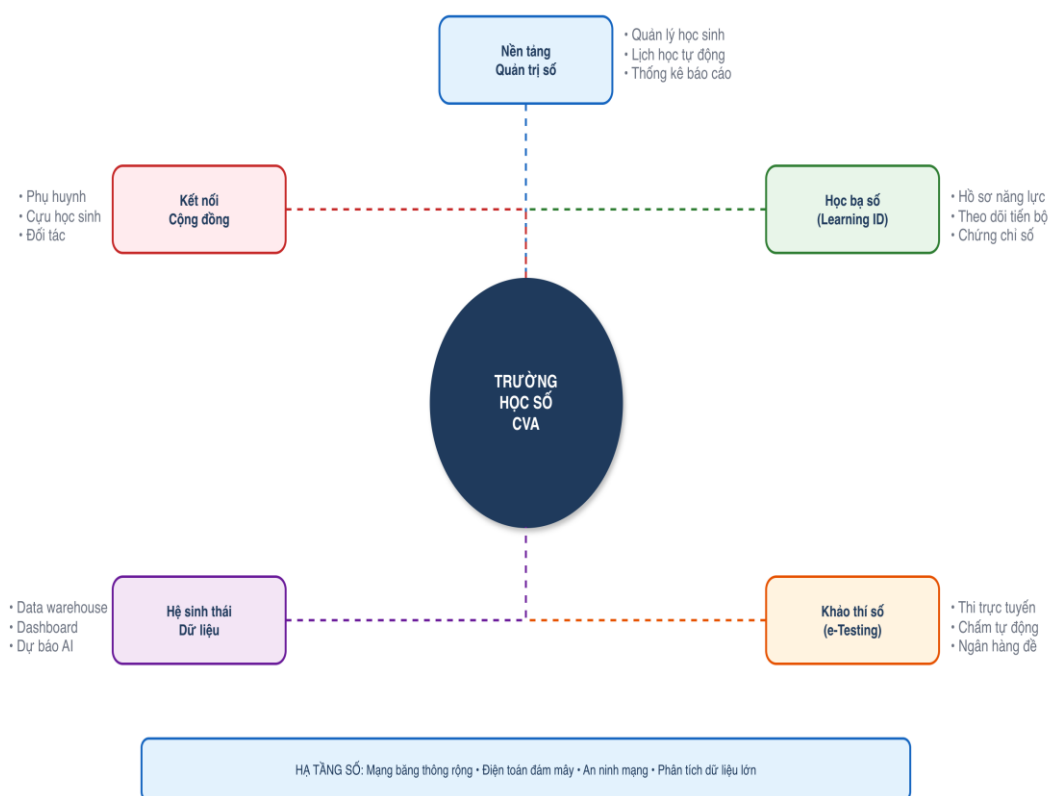 Nền tảng
Quản trị số
• Quản lý học sinh
• Lịch học tự động
• Thống kê báo cáo
Kết nối
Cộng đồng
• Phụ huynh
• Cựu học sinh
• Đối tác
Học bạ số
(Learning ID)
• Hồ sơ năng lực
• Theo dõi tiến bộ
• Chứng chỉ số
TRƯỜNG
HỌC SỐ
CVA
Hệ sinh thái
Dữ liệu
• Data warehouse
• Dashboard
• Dự báo AI
Khảo thí số
(e-Testing)
• Thi trực tuyến
• Chấm tự động
• Ngân hàng đề
HẠ TẦNG SỐ: Mạng băng thông rộng • Điện toán đám mây • An ninh mạng • Phân tích dữ liệu lớn